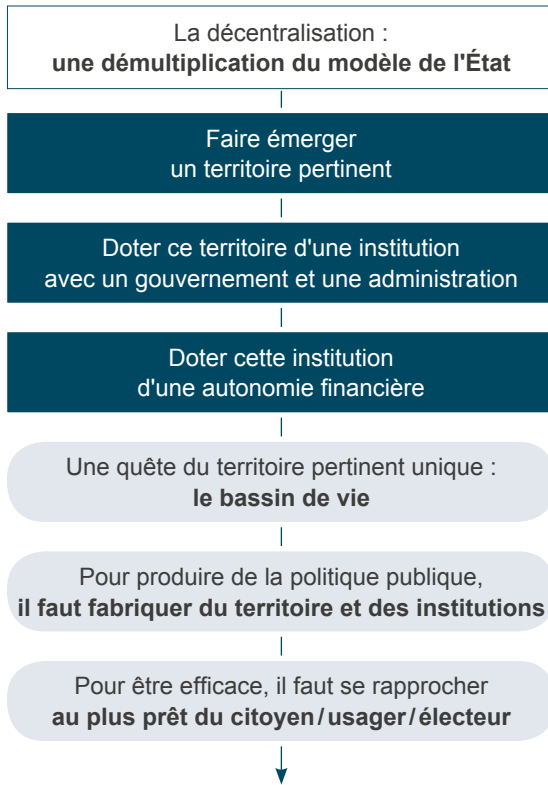 La décentralisation :
une démultiplication du modèle de l'État
Faire émerger
un territoire pertinent
Doter ce territoire d'une institution
avec un gouvernement et une administration
Doter cette institution
d'une autonomie financière
Une quête du territoire pertinent unique :
le bassin de vie
Pour produire de la politique publique,
il faut fabriquer du territoire et des institutions
Pour être efficace, il faut se rapprocher
au plus prêt du citoyen/usager/électeur